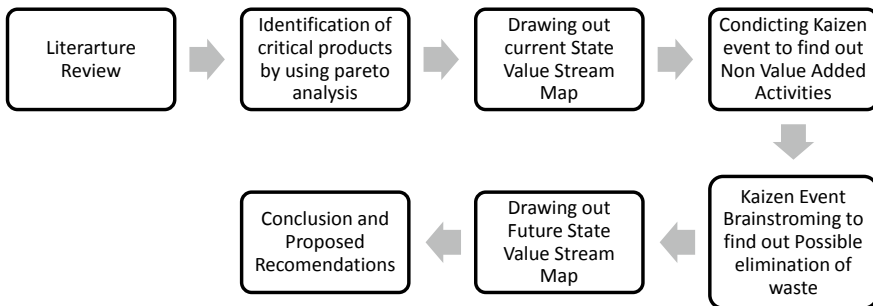 Literarture
Review
Identification of
critical products
by using pareto
analysis
Drawing out
current State
Value Stream
Map
Condicting Kaizen
event to find out
Non Value Added
Activities
Kaizen Event
Brainstroming to
find out Possible
elimination of
waste
Drawing out
Future State
Value Stream
Map
Conclusion and
Proposed
Recomendations